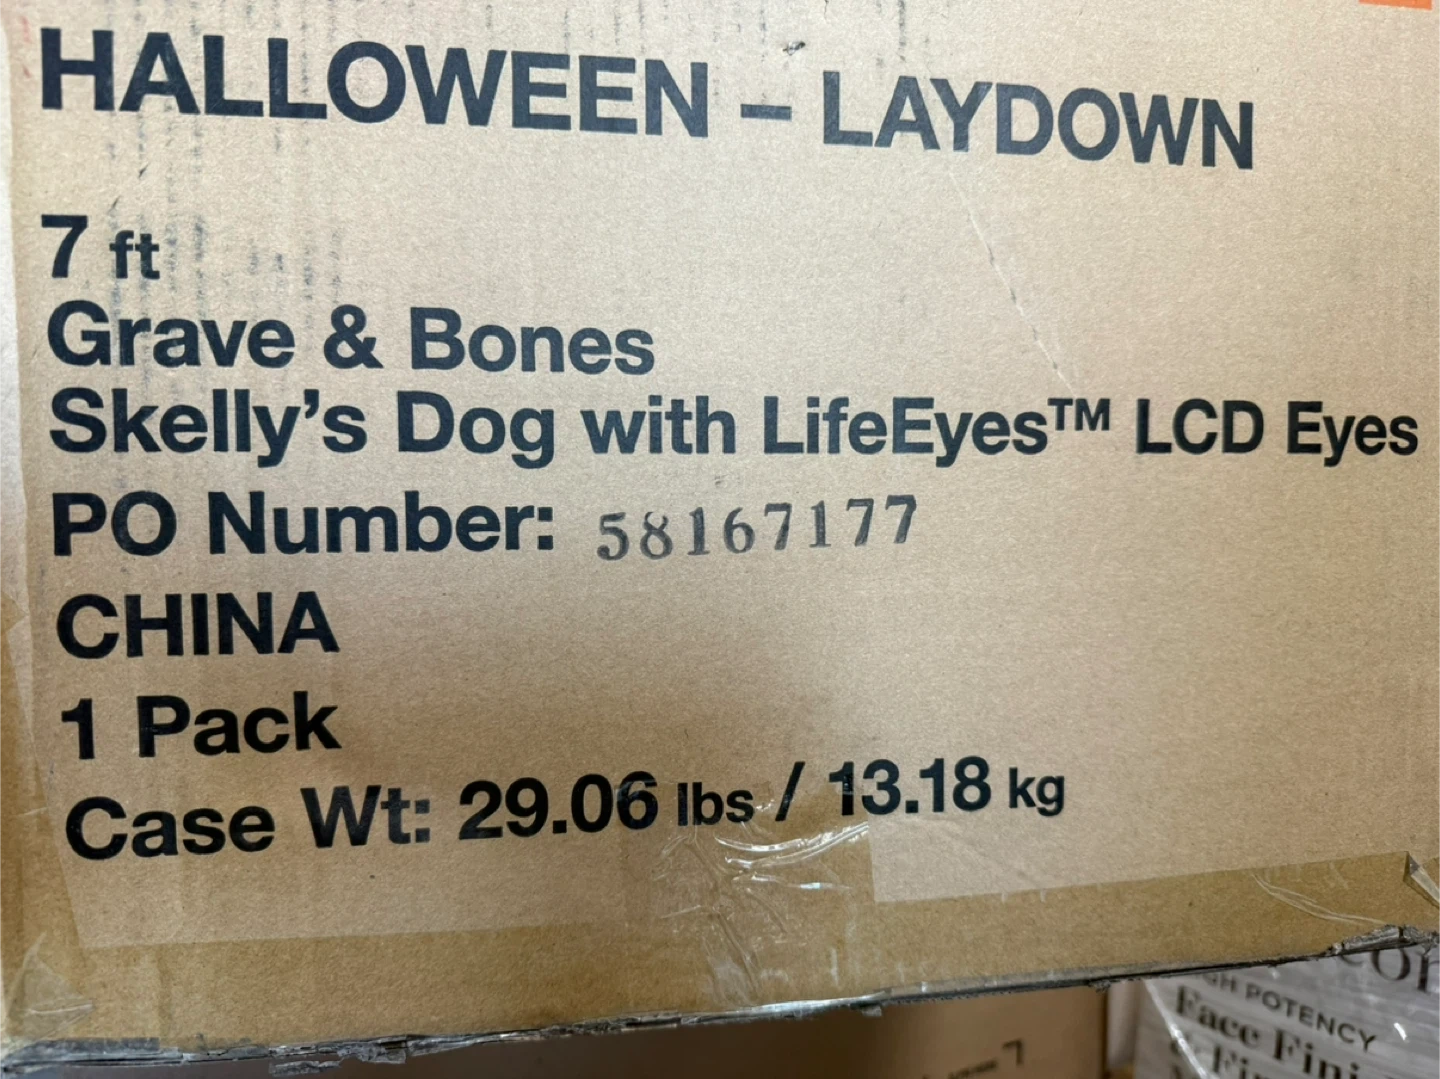 HALLOWEEN – LAYDOWN
7 ft
Grave & Bones
Skelly’s Dog with LifeEyes™ LCD Eyes
PO Number: 58167177
CHINA
1 Pack
Case Wt: 29.06 lbs / 13.18 kg
POTENCY
Face